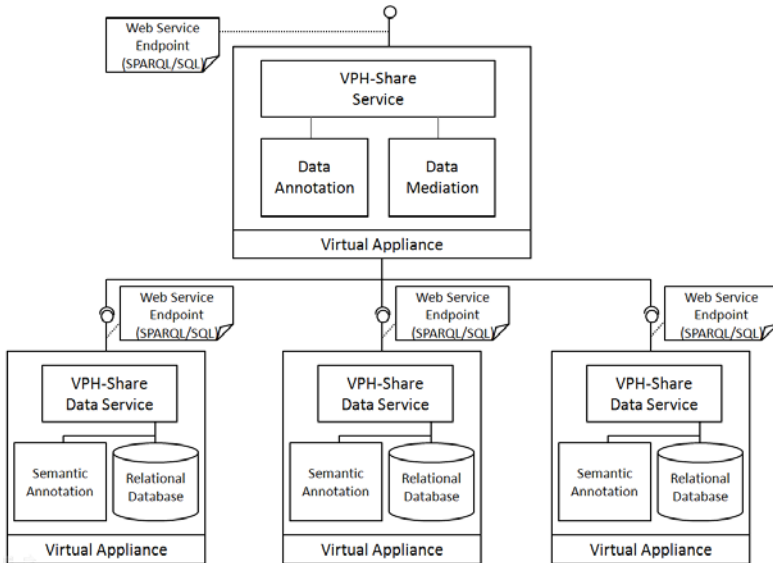 Web Service
Endpoint
(SPARQL/SQL)
VPH-Share
Service
Data
Annotation
Data
Mediation
Virtual Appliance
Web Service
Endpoint
(SPARQL/SQL)
Web Service
Endpoint
(SPARQL/SQL)
Web Service
Endpoint
(SPARQL/SQL)
VPH-Share
Data Service
Semantic
Annotation
Relational
Database
Virtual Appliance
VPH-Share
Data Service
Semantic
Annotation
Relational
Database
Virtual Appliance
VPH-Share
Data Service
Semantic
Annotation
Relational
Database
Virtual Appliance